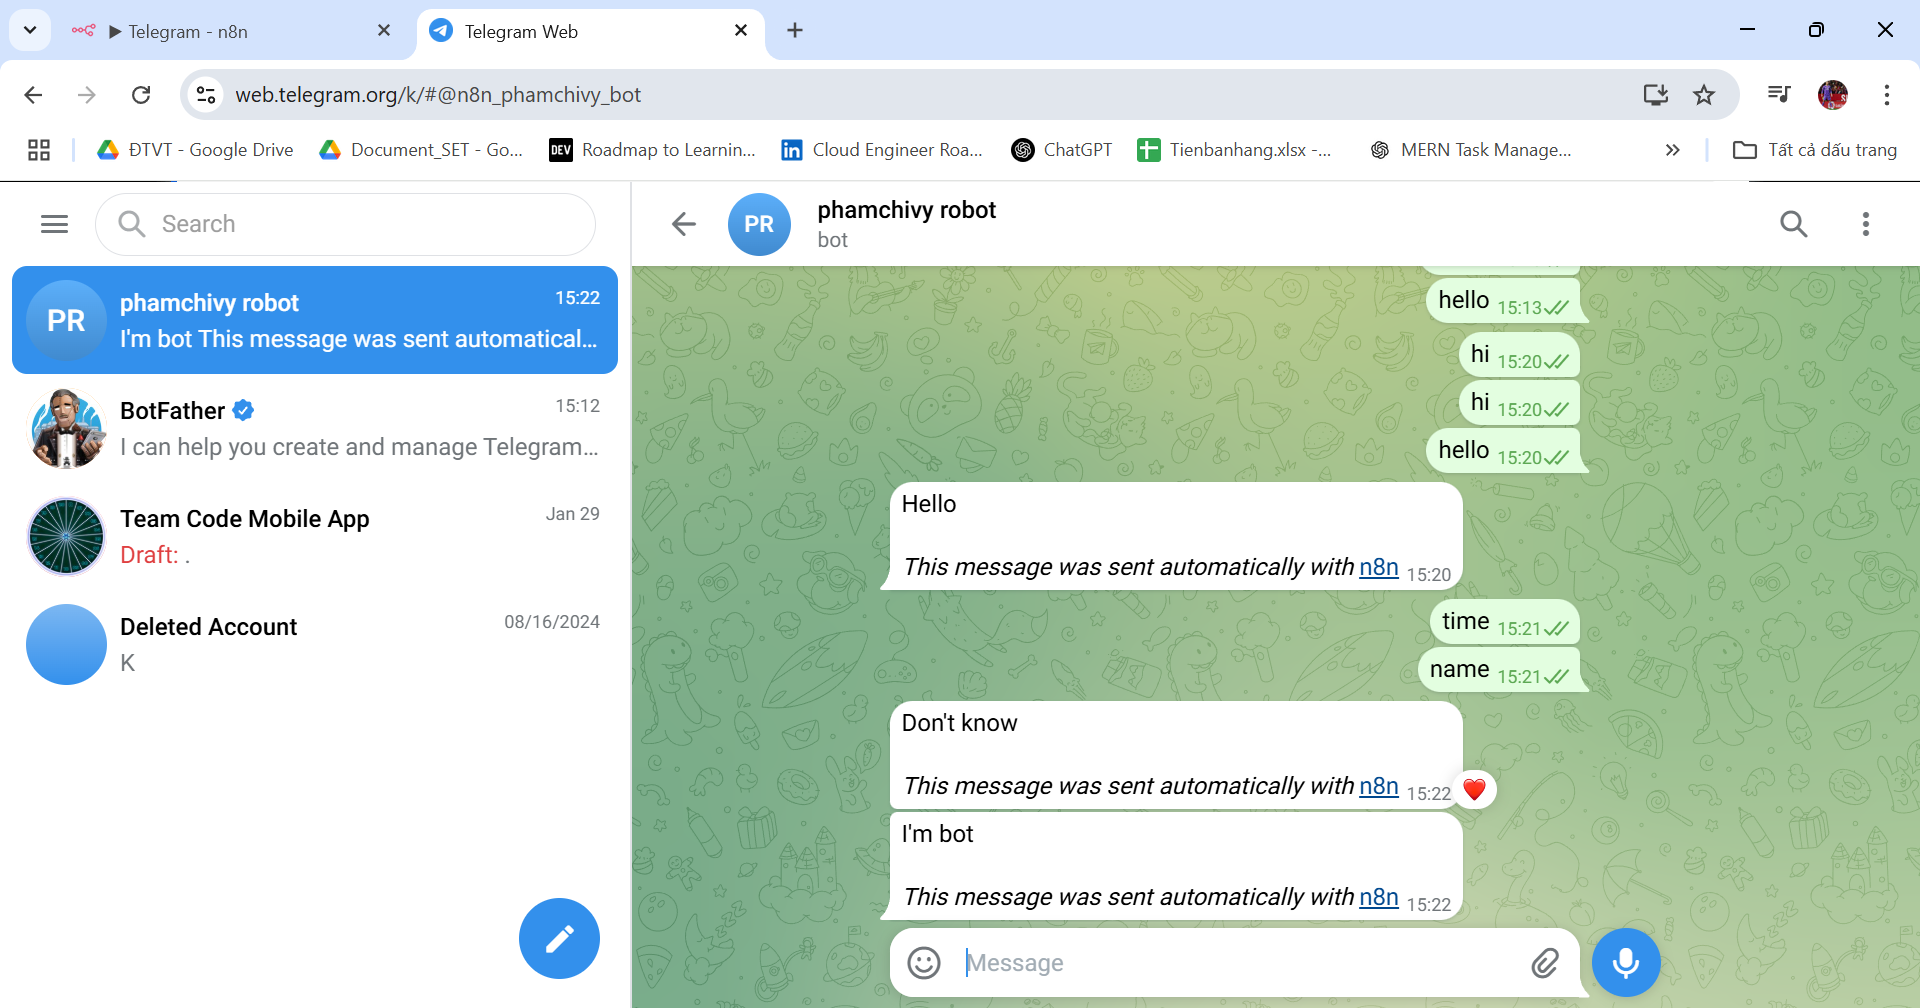 Telegram - n8n
Telegram Web
web.telegram.org/k/#@n8n_phamchivy_bot
ĐTVT - Google Drive
Document_SET - Go...
DEV
Roadmap to Learnin...
in
Cloud Engineer Roa...
ChatGPT
Tienbanhang.xlsx -...
MERN Task Manage...
Tất cả dấu trang
Search
PR
phamchivy robot
15:22
I'm bot This message was sent automatical...
BotFather
15:12
I can help you create and manage Telegram...
Team Code Mobile App
Jan 29
Draft: .
Deleted Account
08/16/2024
K
PR
phamchivy robot
bot
hello 15:13
hi 15:20
hi 15:20
hello 15:20
Hello
This message was sent automatically with n8n 15:20
time 15:21
name 15:21
Don't know
This message was sent automatically with n8n 15:22
I'm bot
This message was sent automatically with n8n 15:22
Message